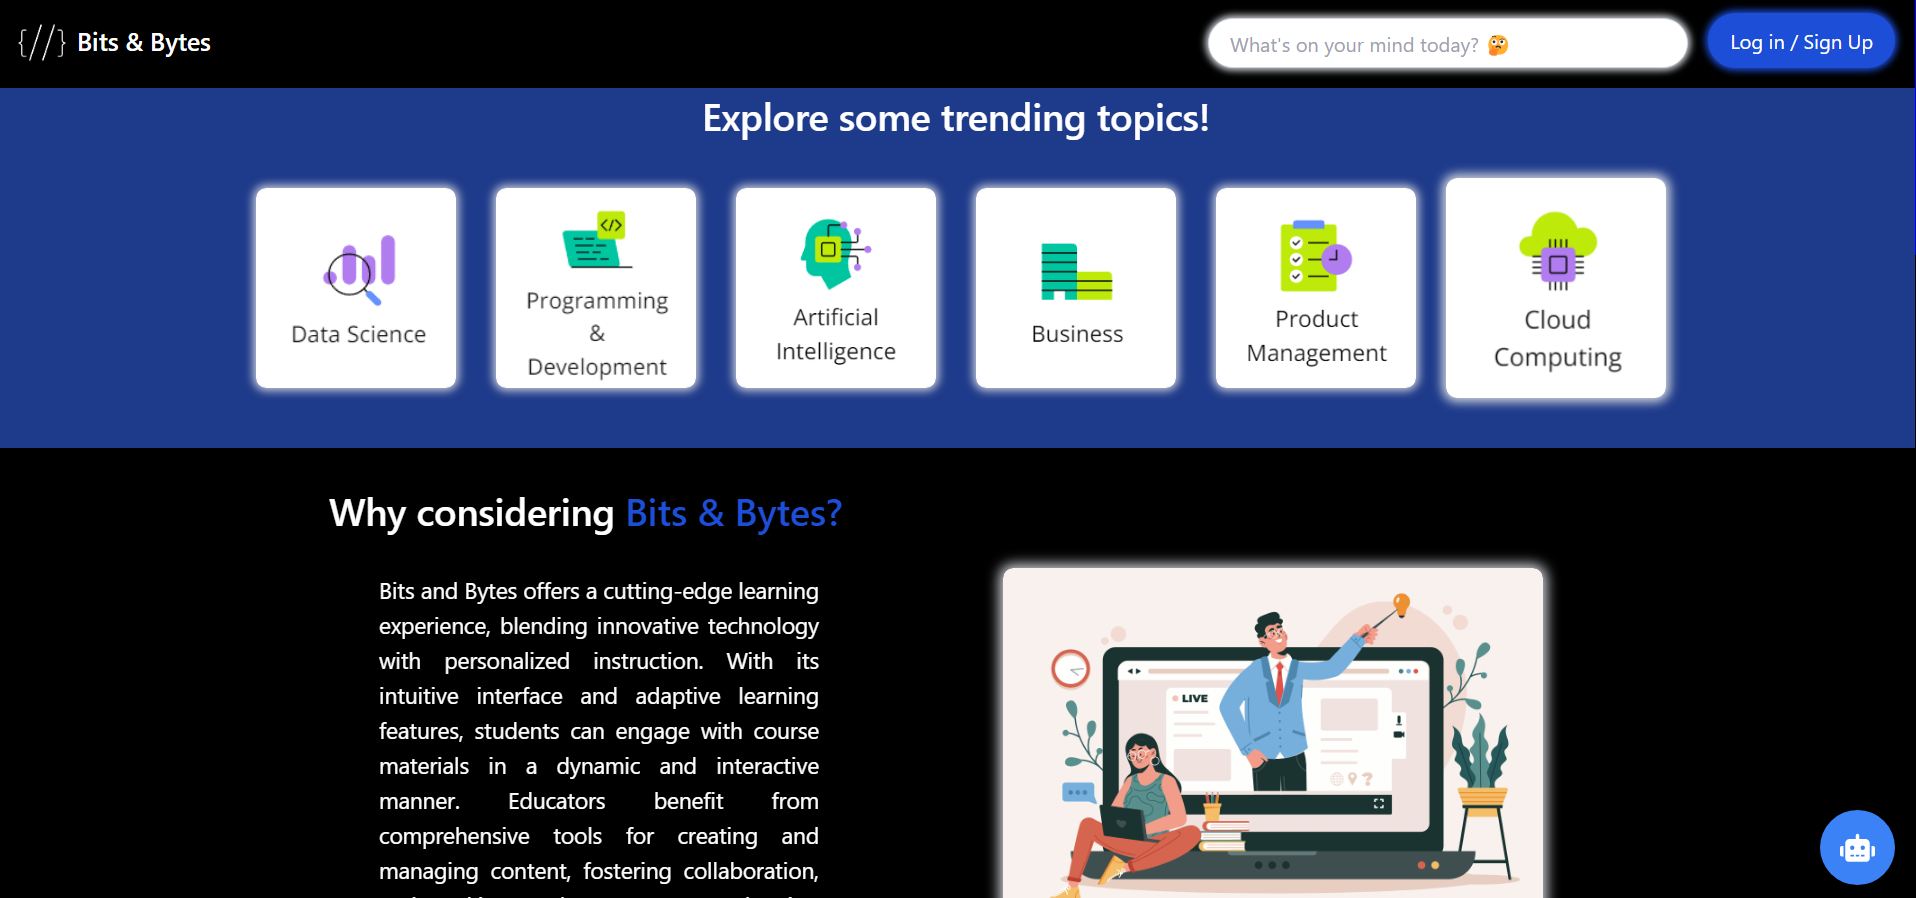 {//} Bits & Bytes
What's on your mind today? 🤔
Log in / Sign Up
Explore some trending topics!
Data Science
Programming
&
Development
Artificial
Intelligence
Business
Product
Management
Cloud
Computing
Why considering Bits & Bytes?
Bits and Bytes offers a cutting-edge learning
experience, blending innovative technology
with personalized instruction. With its
intuitive interface and adaptive learning
features, students can engage with course
materials in a dynamic and interactive
manner. Educators benefit from
comprehensive tools for creating and
managing content, fostering collaboration,
LIVE